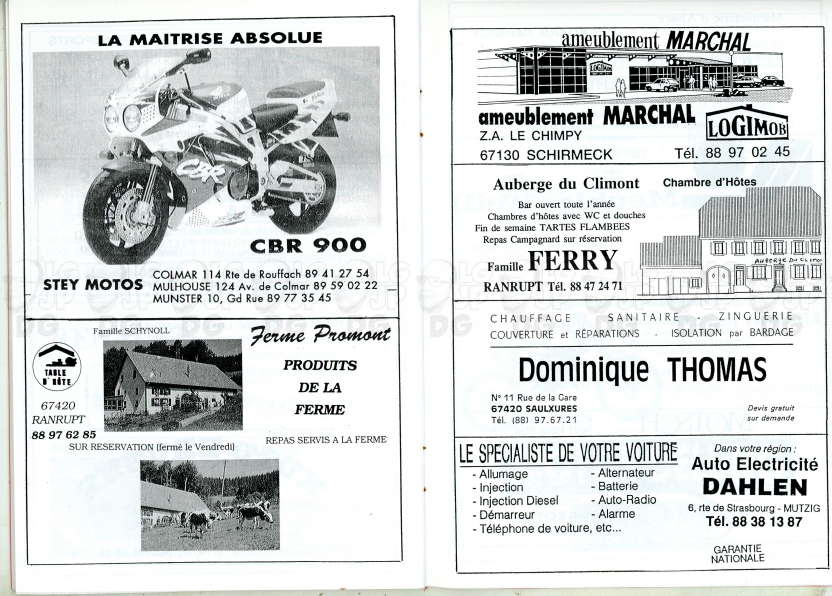 LA MAITRISE ABSOLUE
CBR 900
STEY MOTOS
COLMAR 114 Rte de Rouffach 89 41 27 54
MULHOUSE 124 Av. de Colmar 89 59 02 22
MUNSTER 10, Gd Rue 89 77 35 45
Famille SCHYNOLL
Ferme Promont
TABLE
D'HÔTE
PRODUITS
DE LA
FERME
67420
RANRUPT
88 97 62 85
SUR RESERVATION (fermé le Vendredi)
REPAS SERVIS A LA FERME
ameublement MARCHAL
LOGIMOB
ameublement MARCHAL
LOGIMOB
Z.A. LE CHIMPY
67130 SCHIRMECK Tél. 88 97 02 45
Auberge du Climont
Chambre d'Hôtes
Bar ouvert toute l'année
Chambres d'hôtes avec WC et douches
Fin de semaine TARTES FLAMBEES
Repas Campagnard sur réservation
Famille FERRY
RANRUPT Tél. 88 47 24 71
AUBERGE DU CLIMONT
CHAUFFAGE SANITAIRE - ZINGUERIE
COUVERTURE et RÉPARATIONS - ISOLATION par BARDAGE
Dominique THOMAS
N° 11 Rue de la Gare
67420 SAULXURES
Tél. (88) 97.67.21
Devis gratuit
sur demande
LE SPECIALISTE DE VOTRE VOITURE
- Allumage
- Injection
- Injection Diesel
- Démarreur
- Téléphone de voiture, etc...
- Alternateur
- Batterie
- Auto-Radio
- Alarme
Dans votre région :
Auto Electricité
DAHLEN
6, rte de Strasbourg - MUTZIG
Tél. 88 38 13 87
GARANTIE
NATIONALE